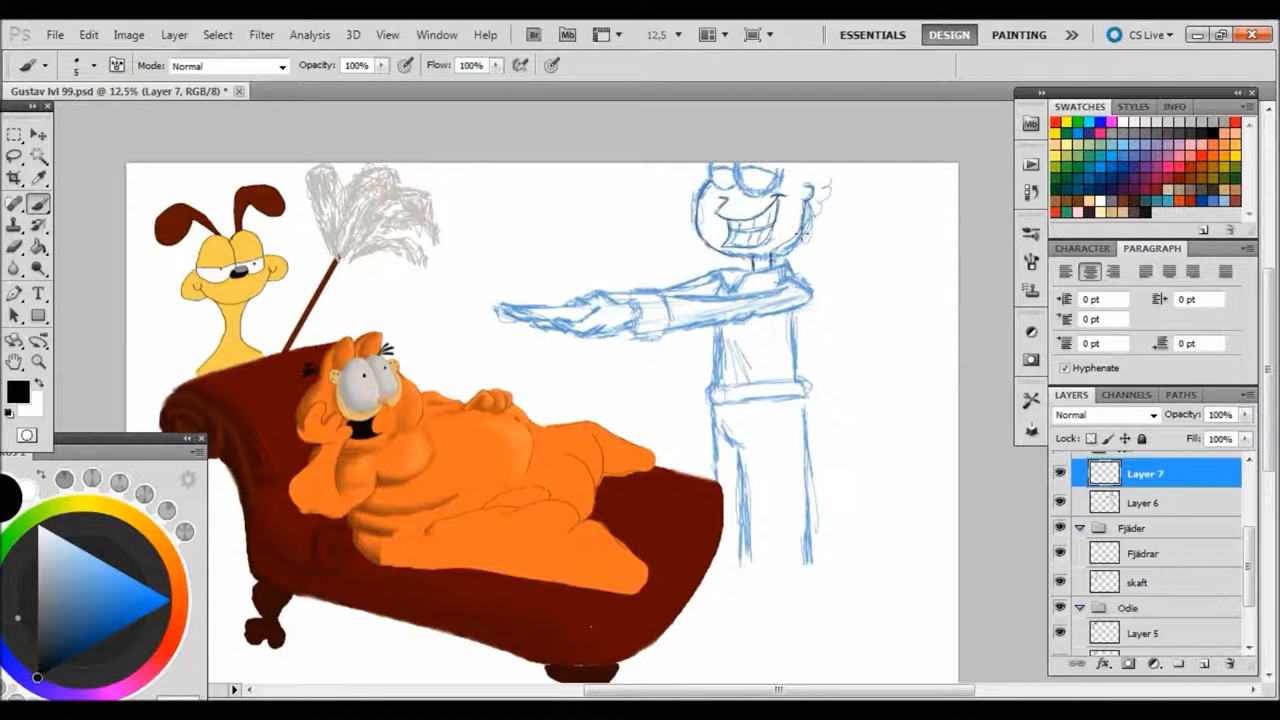 Ps File Edit Image Layer Select Filter Analysis 3D View Window Help Br Mb 12,5 ESSENTIALS DESIGN PAINTING CS Live
5 Mode: Normal Opacity: 100% Flow: 100%
Gustav lvl 99.psd @ 12,5% (Layer 7, RGB/8) *
SWATCHES STYLES INFO
Mb
CHARACTER PARAGRAPH
0 pt 0 pt
0 pt
0 pt 0 pt
Hyphenate
LAYERS CHANNELS PATHS
Normal Opacity: 100%
Lock: Fill: 100%
Layer 7
Layer 6
Fjäder
Fjädrar
skaft
Odie
Layer 5